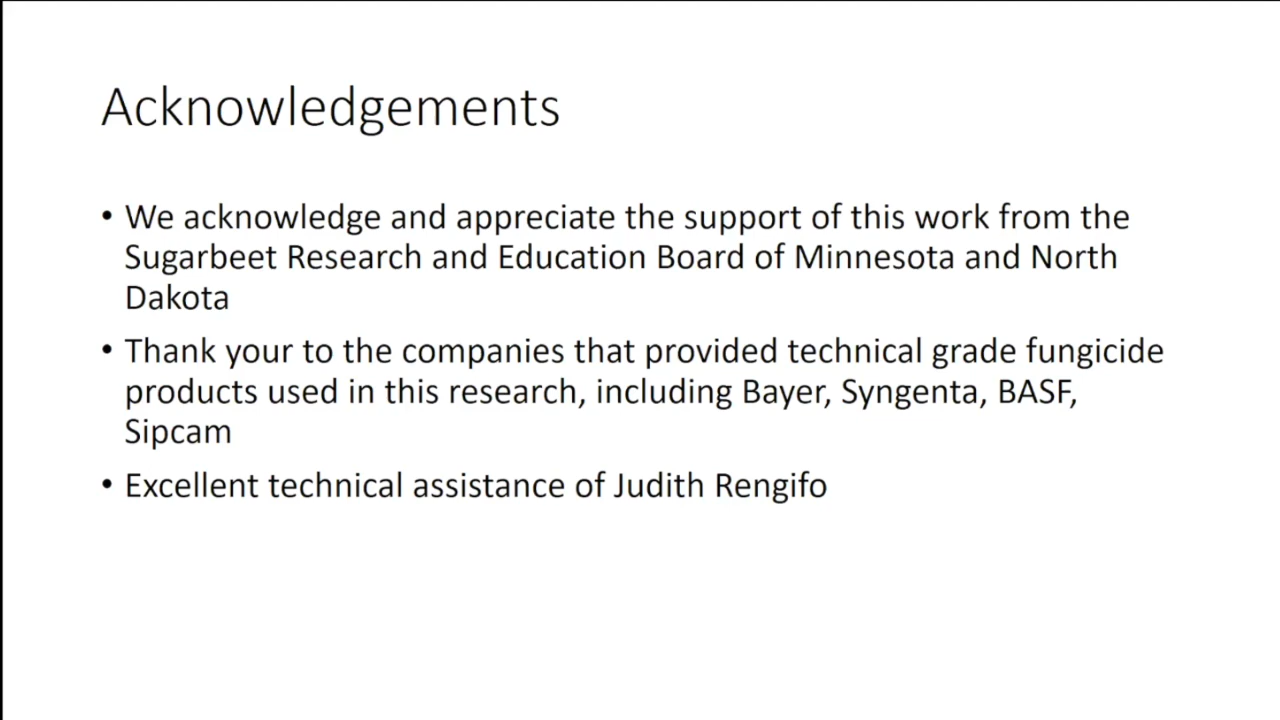 Acknowledgements
• We acknowledge and appreciate the support of this work from the
Sugarbeet Research and Education Board of Minnesota and North
Dakota
• Thank your to the companies that provided technical grade fungicide
products used in this research, including Bayer, Syngenta, BASF,
Sipcam
• Excellent technical assistance of Judith Rengifo